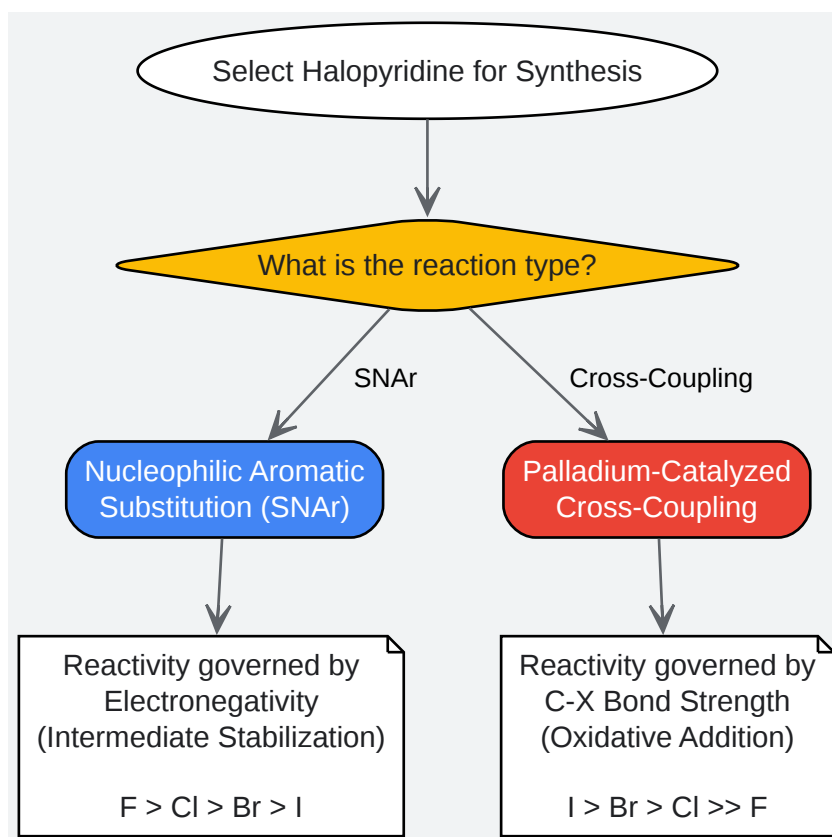 Select Halopyridine for Synthesis
What is the reaction type?
SNAr
Cross-Coupling
Nucleophilic Aromatic
Substitution (SNAr)
Palladium-Catalyzed
Cross-Coupling
Reactivity governed by
Electronegativity
(Intermediate Stabilization)
F > Cl > Br > I
Reactivity governed by
C-X Bond Strength
(Oxidative Addition)
I > Br > Cl >> F